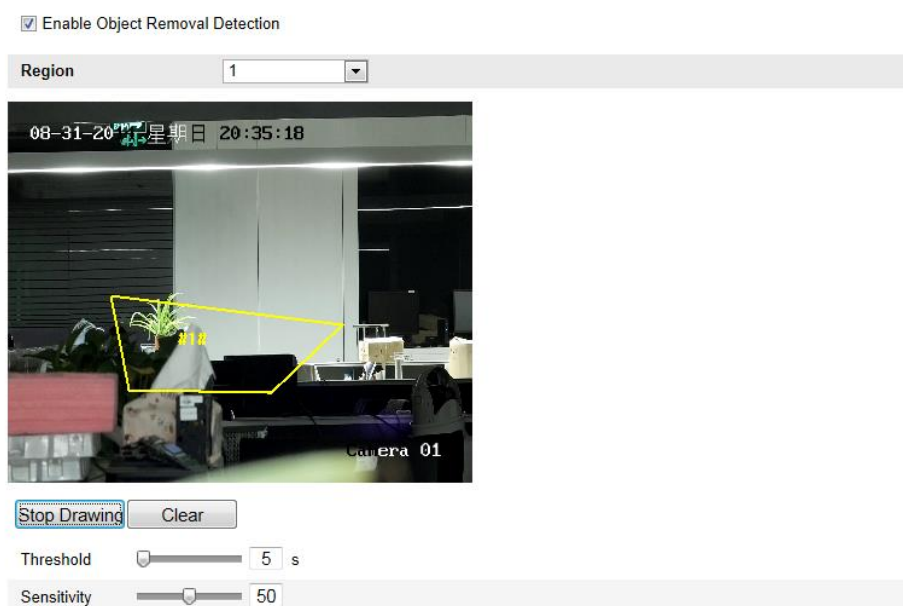 Enable Object Removal Detection
Region 1
08-31-20 星期日 20:35:18
#1#
Camera 01
Stop Drawing Clear
Threshold 5 s
Sensitivity 50